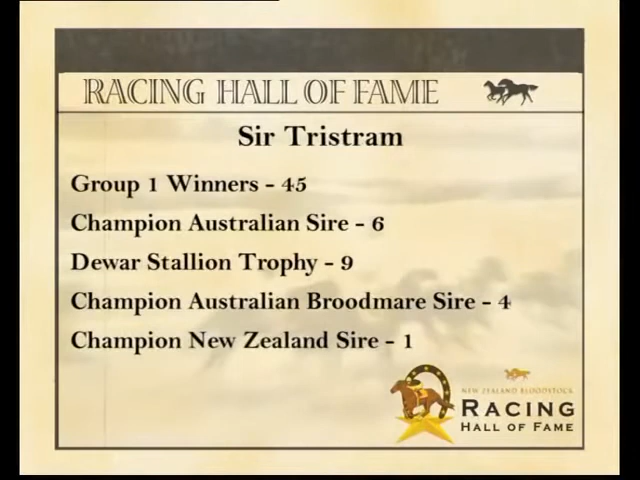 RACING HALL OF FAME
Sir Tristram
Group 1 Winners - 45
Champion Australian Sire - 6
Dewar Stallion Trophy - 9
Champion Australian Broodmare Sire - 4
Champion New Zealand Sire - 1
NEW ZEALAND BLOODSTOCK
RACING
HALL OF FAME